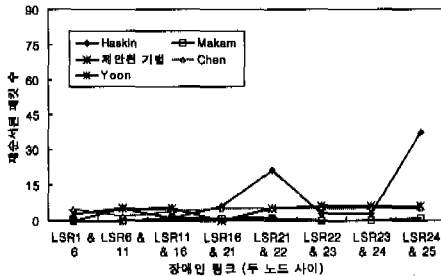 90
75
60
45
30
15
0
재순서된 패킷 수
Haskin
Makam
제안된 기법
Chen
Yoon
LSR1 & 6
LSR6 & 11
LSR11 & 16
LSR16 & 21
LSR21 & 22
LSR22 & 23
LSR23 & 24
LSR24 & 25
장애인 링크 (두 노드 사이)